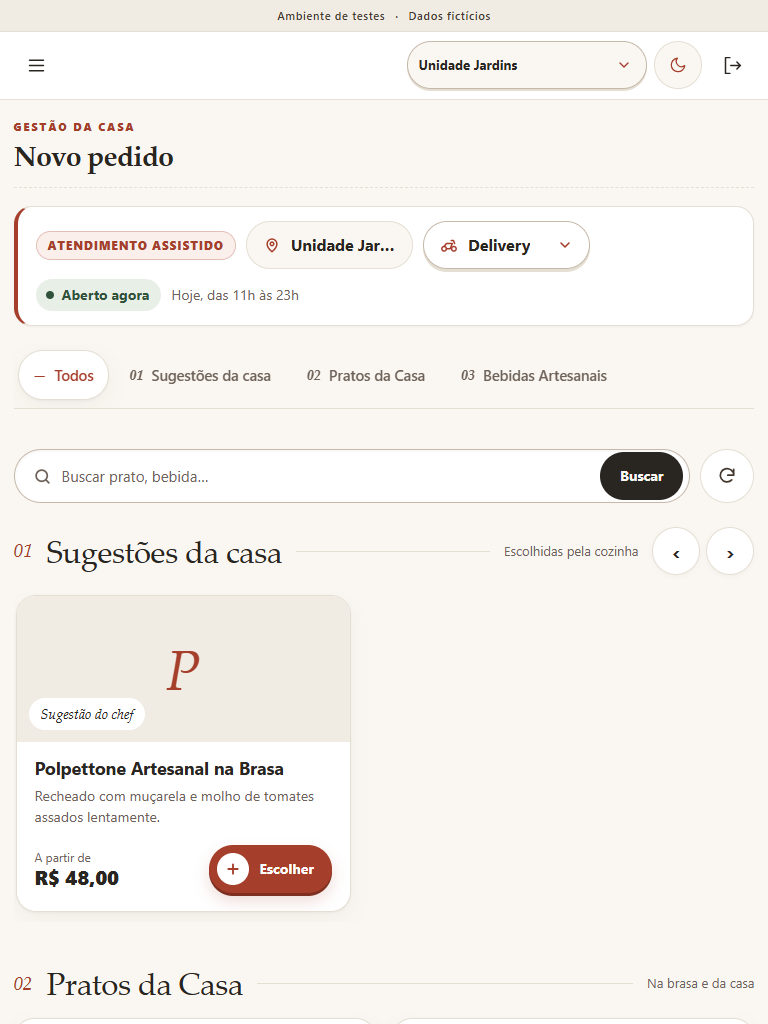 Ambiente de testes · Dados fictícios
Unidade Jardins
GESTÃO DA CASA
Novo pedido
ATENDIMENTO ASSISTIDO
Unidade Jar...
Delivery
Aberto agora
Hoje, das 11h às 23h
— Todos
01 Sugestões da casa
02 Pratos da Casa
03 Bebidas Artesanais
Buscar prato, bebida...
Buscar
01 Sugestões da casa
Escolhidas pela cozinha
‹ ›
P
Sugestão do chef
Polpettone Artesanal na Brasa
Recheado com muçarela e molho de tomates
assados lentamente.
A partir de
R$ 48,00
+ Escolher
02 Pratos da Casa
Na brasa e da casa